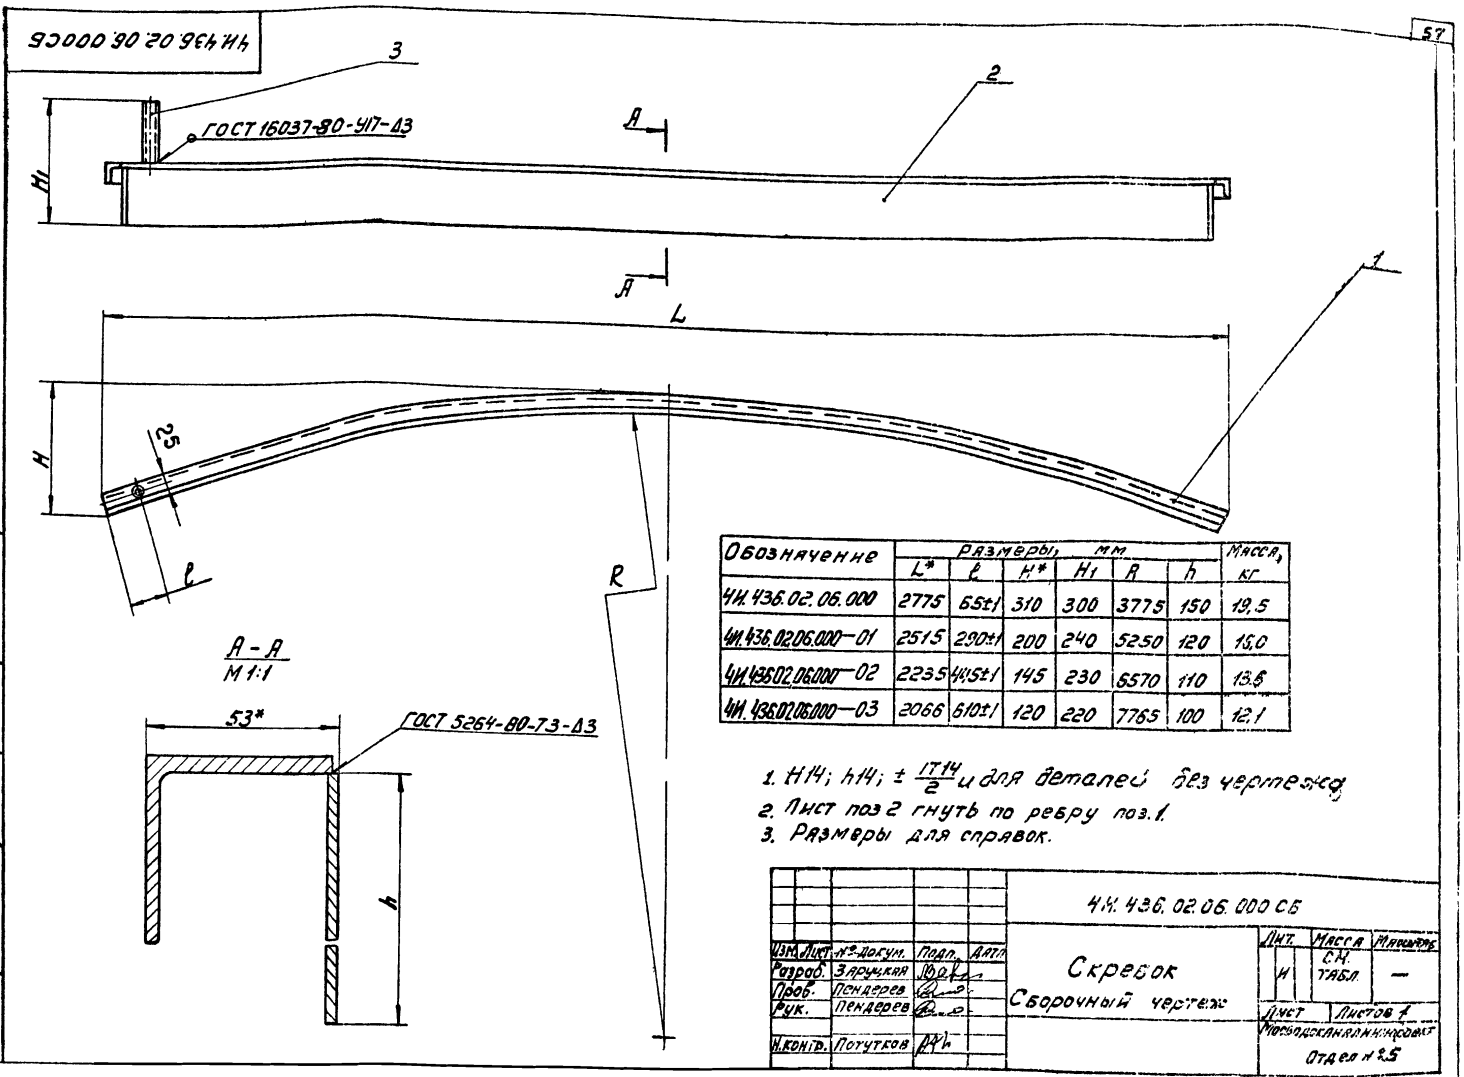 57
4И.436.02.06.000СБ
3
2
ГОСТ 16037-80-У17-Δ3
А
H1
А
1
L
25
H
l
R
А-А
М 1:1
53*
ГОСТ 5264-80-Т3-Δ3
h
Обозначение Размеры, мм Масса, кг
L* l H* H1 R h
4И.436.02.06.000 2775 65±1 310 300 3775 150 19,5
4И.436.02.06.000-01 2515 290±1 200 240 5250 120 15,0
4И.436.02.06.000-02 2235 445±1 145 230 6570 110 13.6
4И.436.02.06.000-03 2066 610±1 120 220 7765 100 12,1
1. H14; h14; ± IT14/2 и для деталей без чертежа
2. Лист поз 2 гнуть по ребру поз.1.
3. Размеры для справок.
4И.436.02.06.000 СБ
Изм. Лист № докум. Подп. Дата
Разраб. Заруцкая
Пров. Пендерев
Рук. Пендерев
Н.контр. Потутков
Скребок
Сборочный чертеж
Лит. Масса Масштаб
И См. табл. —
Лист Листов 1
Мосводоканалниипроект
Отдел №25